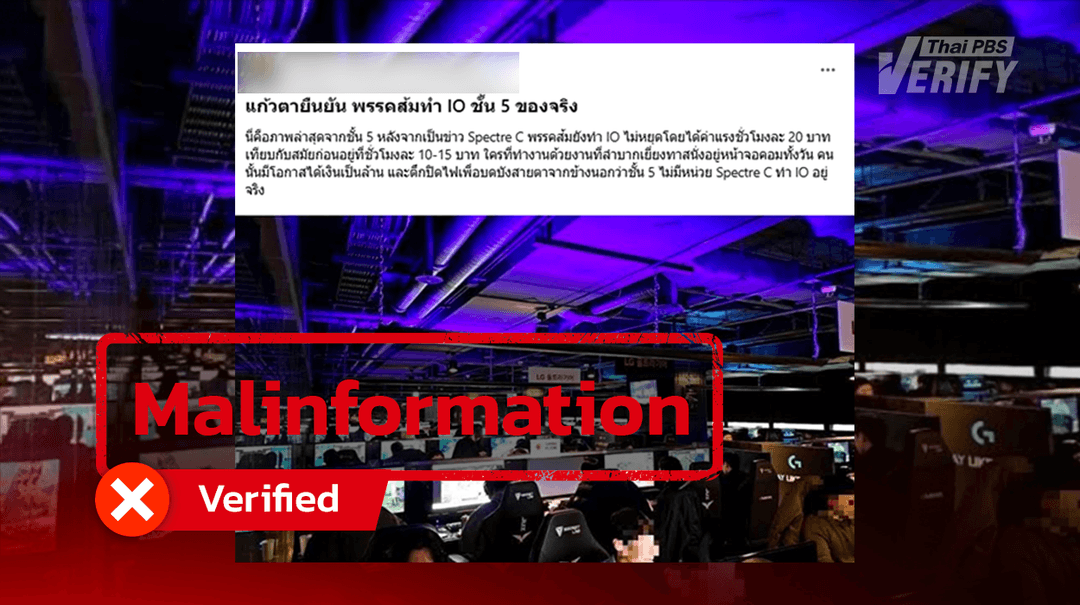 Thai PBS
VERIFY
แก้วตายืนยัน พรรคส้มทำ IO ชั้น 5 ของจริง
นี่คือภาพล่าสุดจากชั้น 5 หลังจากเป็นข่าว Spectre C พรรคส้มยังทำ IO ไม่หยุดโดยได้ค่าแรงชั่วโมงละ 20 บาท
เทียบกับสมัยก่อนอยู่ที่ชั่วโมงละ 10-15 บาท ใครที่ทำงานด้วยงานที่ลำบากเยี่ยงทาสนั่งอยู่หน้าจอคอมทั้งวัน คน
นั้นมีโอกาสได้เงินเป็นล้าน และตึกปิดไฟเพื่อบดบังสายตาจากข้างนอกว่าชั้น 5 ไม่มีหน่วย Spectre C ทำ IO อยู่
จริง
LG 울트라기어
Malinformation
Verified